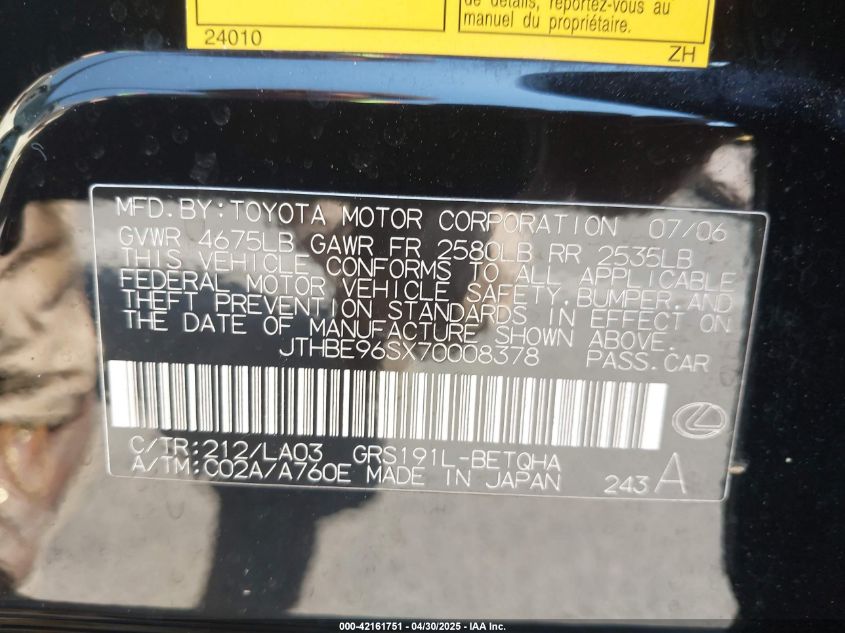 de détails, reportez-vous au
manuel du propriétaire.
24010
ZH
MFD.BY:TOYOTA MOTOR CORPORATION 07/06
GVWR 4675LB GAWR FR 2580LB RR 2535LB
THIS VEHICLE CONFORMS TO ALL APPLICABLE
FEDERAL MOTOR VEHICLE SAFETY,BUMPER,AND
THEFT PREVENTION STANDARDS IN EFFECT ON
THE DATE OF MANUFACTURE SHOWN ABOVE.
JTHBE96SX70008378 PASS.CAR
C/TR:212/LA03 GRS191L-BETQHA
A/TM:C02A/A760E MADE IN JAPAN
243 A
000-42161751 - 04/30/2025 - IAA Inc.